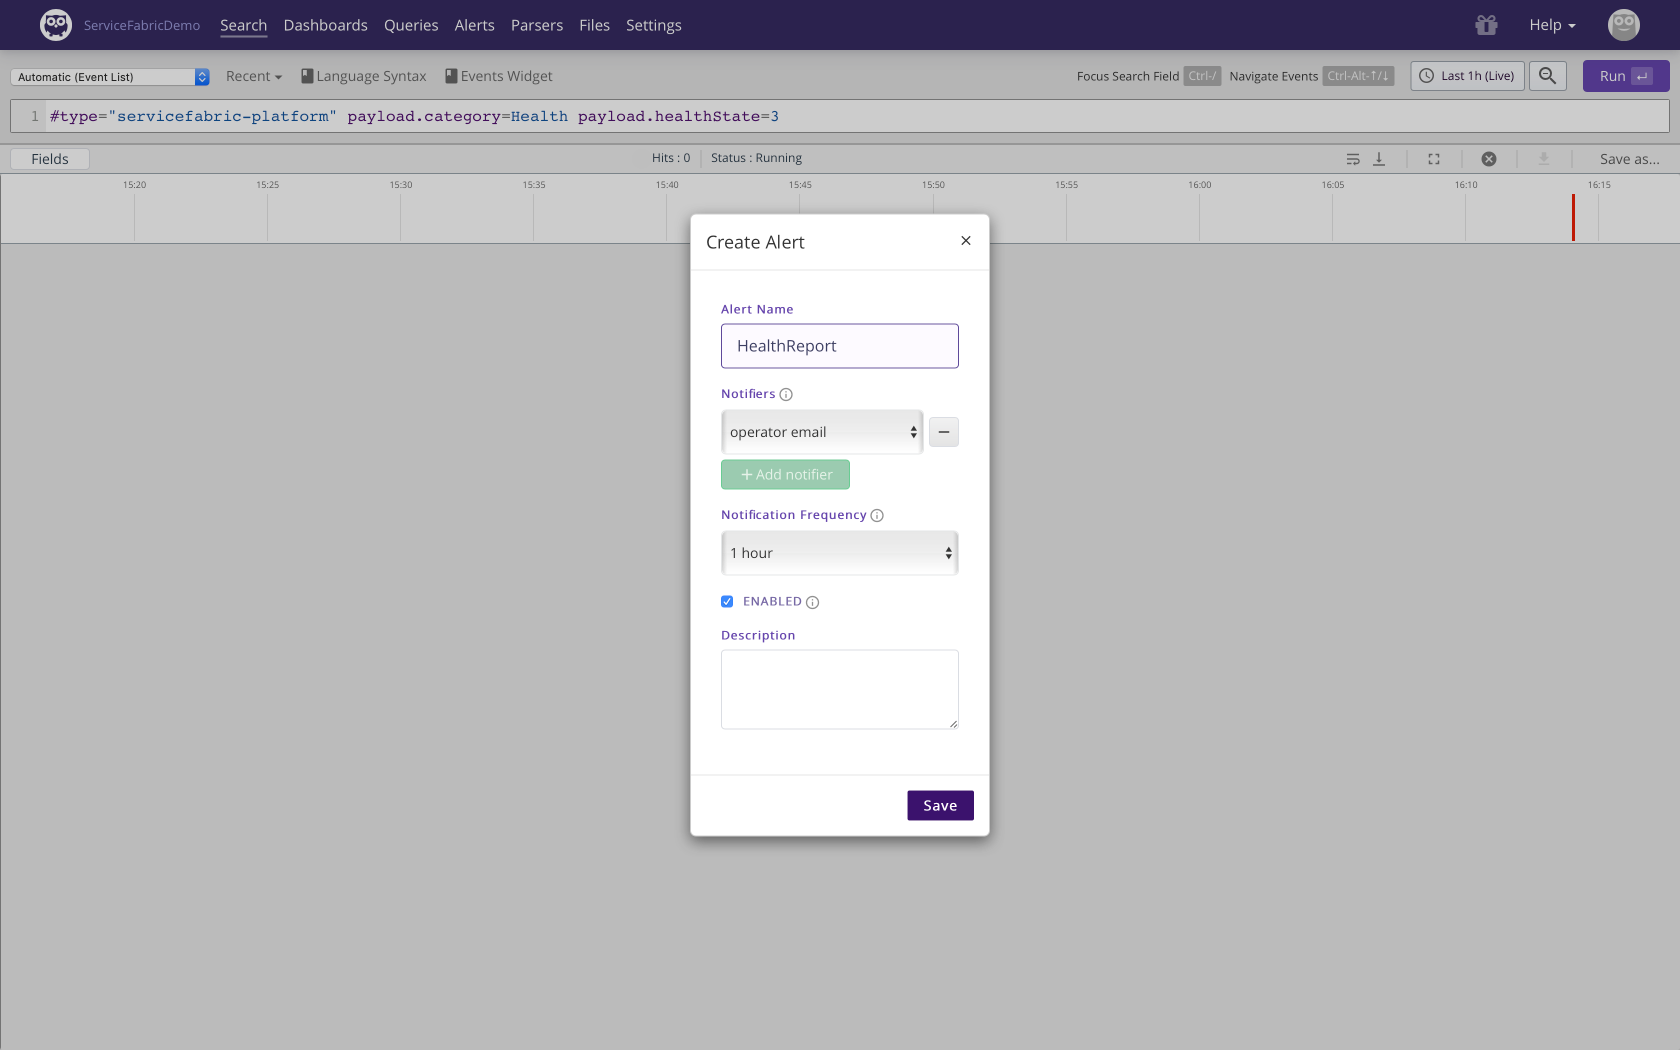 ServiceFabricDemo Search Dashboards Queries Alerts Parsers Files Settings Help
Automatic (Event List) Recent Language Syntax Events Widget Focus Search Field Ctrl-/ Navigate Events Ctrl-Alt-↑/↓ Last 1h (Live) Run ↵
1 #type="servicefabric-platform" payload.category=Health payload.healthState=3
Fields Hits : 0 Status : Running Save as...
15:20 15:25 15:30 15:35 15:40 15:45 15:50 15:55 16:00 16:05 16:10 16:15
Create Alert ×
Alert Name
HealthReport
Notifiers
operator email
+ Add notifier
Notification Frequency
1 hour
ENABLED
Description
Save